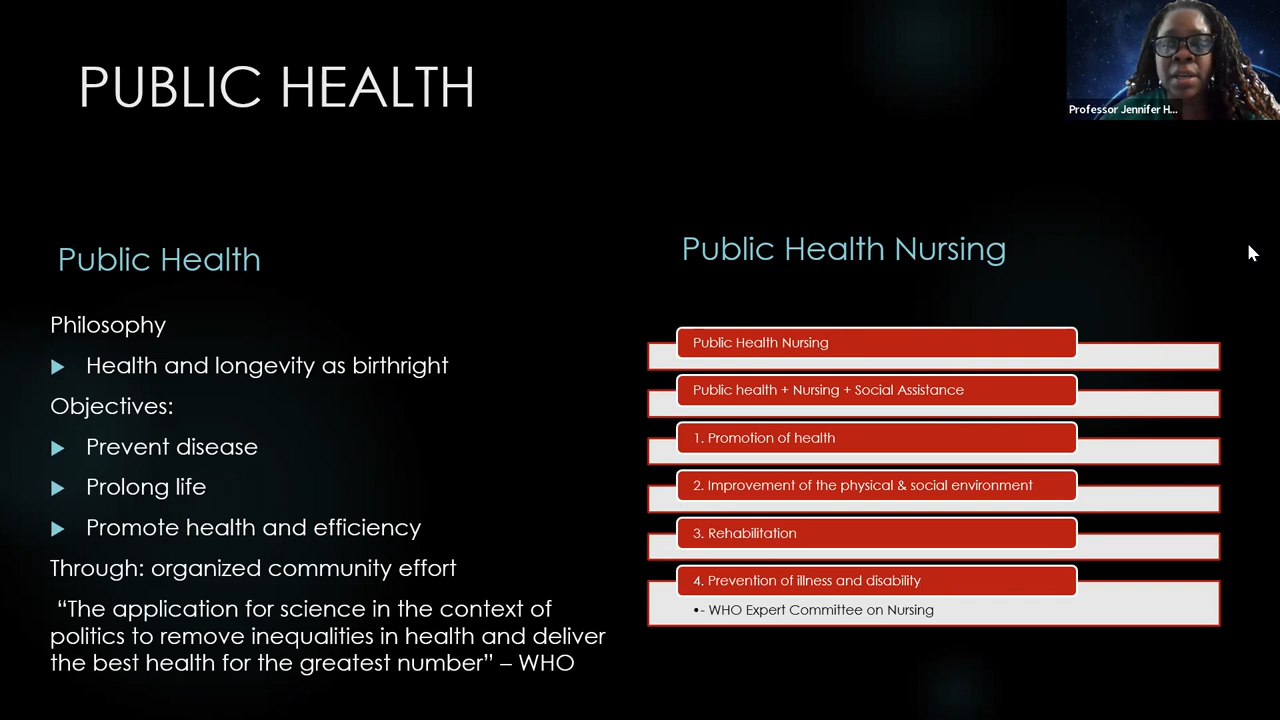 PUBLIC HEALTH
Professor Jennifer H...
Public Health
Philosophy
Health and longevity as birthright
Objectives:
Prevent disease
Prolong life
Promote health and efficiency
Through: organized community effort
“The application for science in the context of
politics to remove inequalities in health and deliver
the best health for the greatest number” – WHO
Public Health Nursing
Public Health Nursing
Public health + Nursing + Social Assistance
1. Promotion of health
2. Improvement of the physical & social environment
3. Rehabilitation
4. Prevention of illness and disability
•- WHO Expert Committee on Nursing